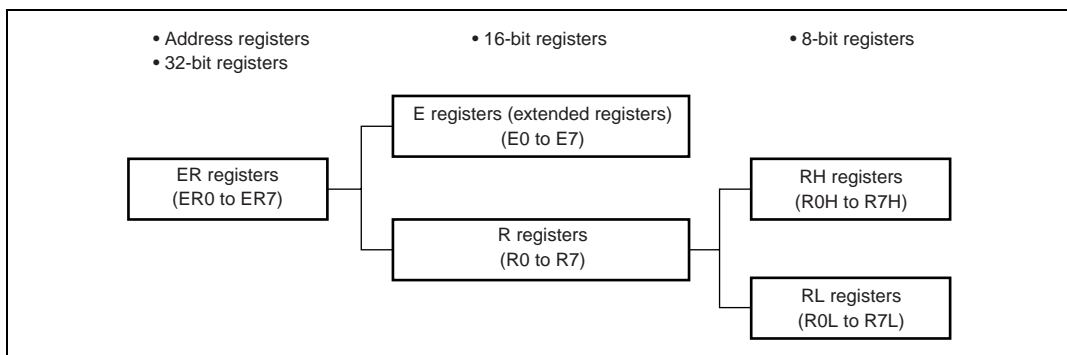 • Address registers
• 32-bit registers
• 16-bit registers
• 8-bit registers
E registers (extended registers)
(E0 to E7)
ER registers
(ER0 to ER7)
RH registers
(R0H to R7H)
R registers
(R0 to R7)
RL registers
(R0L to R7L)